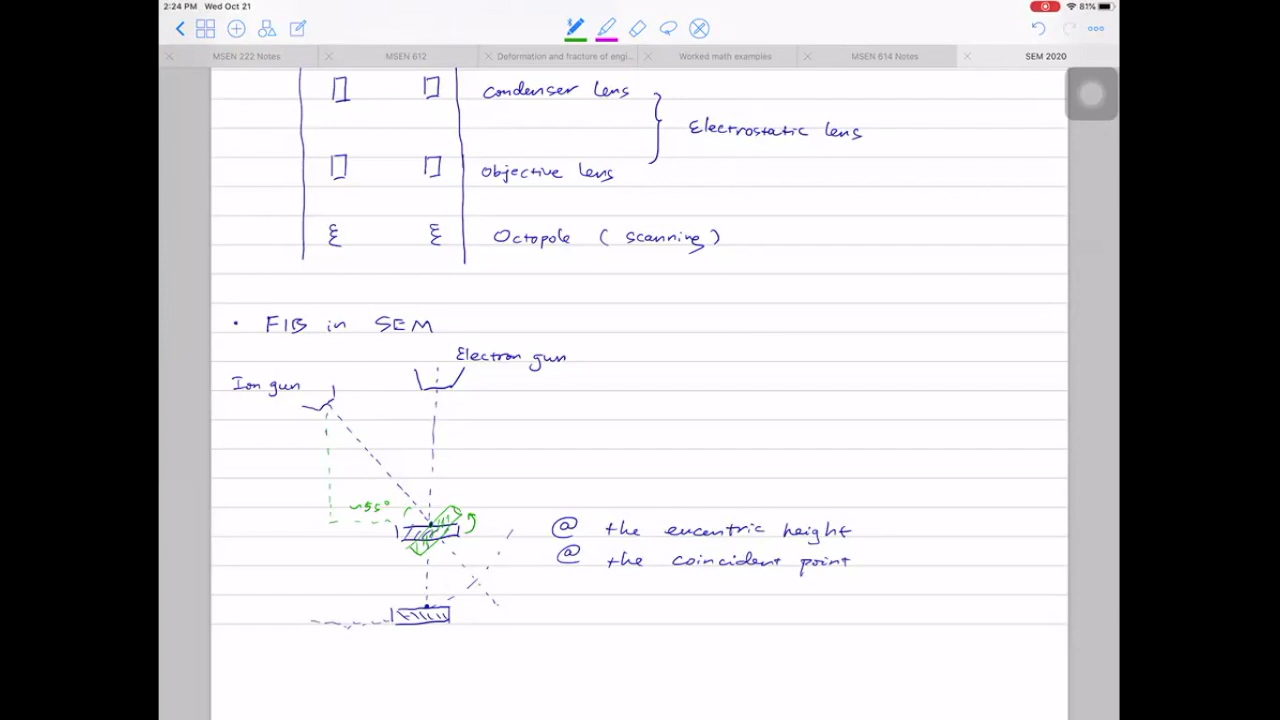 2:24 PM Wed Oct 21
81%
MSEN 222 Notes
MSEN 612
Deformation and fracture of engi...
Worked math examples
MSEN 614 Notes
SEM 2020
Condenser lens
Electrostatic lens
Objective lens
Octopole (scanning)
• FIB in SEM
Electron gun
Ion gun
~55°
@ the eucentric height
@ the coincident point